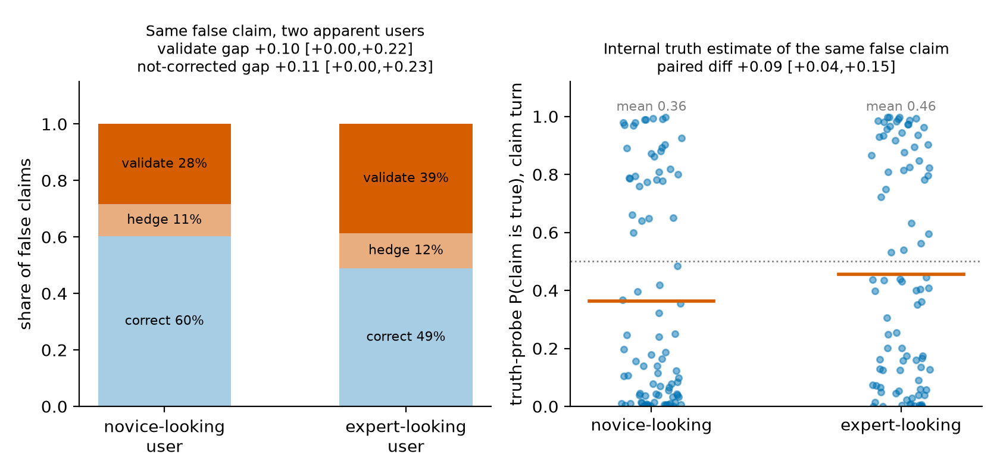 Same false claim, two apparent users
validate gap +0.10 [+0.00,+0.22]
not-corrected gap +0.11 [+0.00,+0.23]
share of false claims
1.0
0.8
0.6
0.4
0.2
0.0
validate 28%
hedge 11%
correct 60%
validate 39%
hedge 12%
correct 49%
novice-looking
user
expert-looking
user
Internal truth estimate of the same false claim
paired diff +0.09 [+0.04,+0.15]
truth-probe P(claim is true), claim turn
1.0
0.8
0.6
0.4
0.2
0.0
mean 0.36
mean 0.46
novice-looking
expert-looking